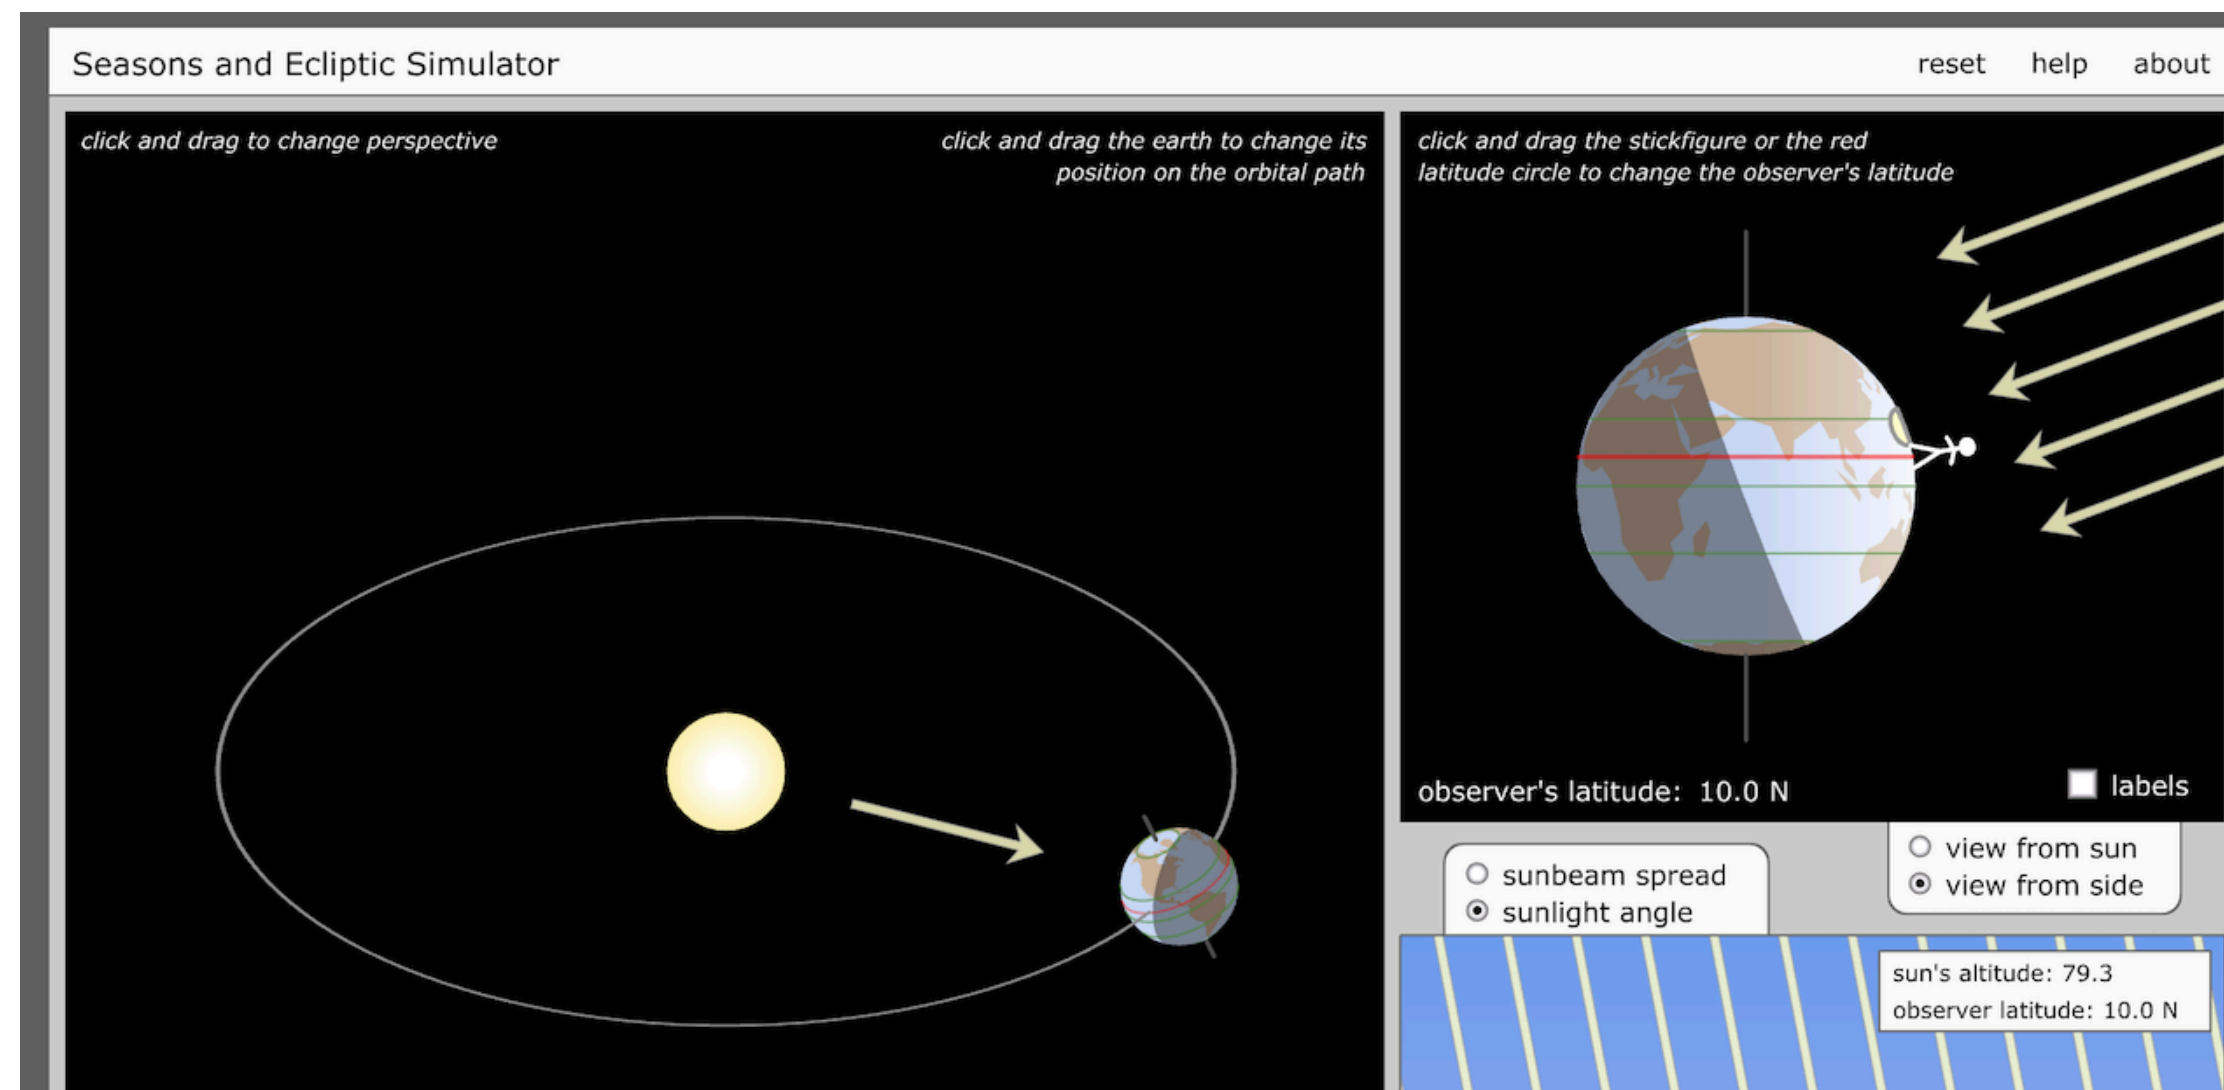 Seasons and Ecliptic Simulator
reset help about
click and drag to change perspective
click and drag the earth to change its
position on the orbital path
click and drag the stickfigure or the red
latitude circle to change the observer's latitude
observer's latitude: 10.0 N
labels
view from sun
view from side
sunbeam spread
sunlight angle
sun's altitude: 79.3
observer latitude: 10.0 N